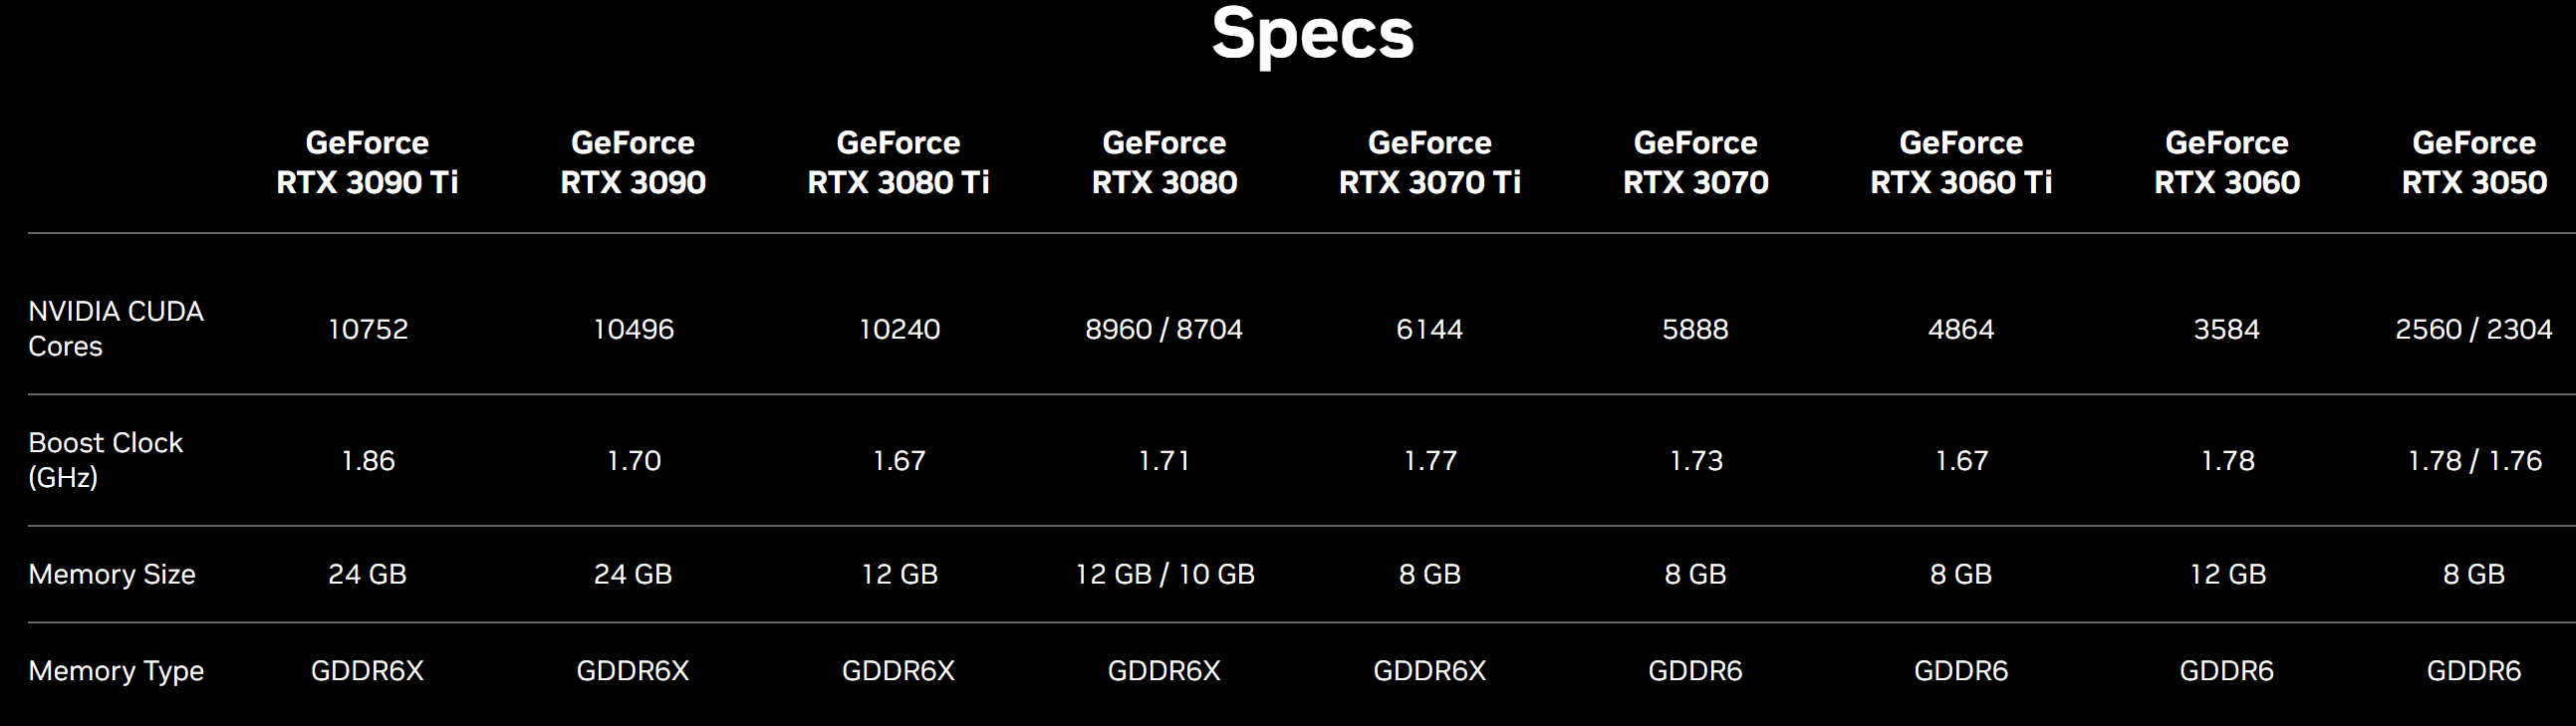 Specs
GeForce RTX 3090 Ti GeForce RTX 3090 GeForce RTX 3080 Ti GeForce RTX 3080 GeForce RTX 3070 Ti GeForce RTX 3070 GeForce RTX 3060 Ti GeForce RTX 3060 GeForce RTX 3050
NVIDIA CUDA Cores 10752 10496 10240 8960 / 8704 6144 5888 4864 3584 2560 / 2304
Boost Clock (GHz) 1.86 1.70 1.67 1.71 1.77 1.73 1.67 1.78 1.78 / 1.76
Memory Size 24 GB 24 GB 12 GB 12 GB / 10 GB 8 GB 8 GB 8 GB 12 GB 8 GB
Memory Type GDDR6X GDDR6X GDDR6X GDDR6X GDDR6X GDDR6 GDDR6 GDDR6 GDDR6